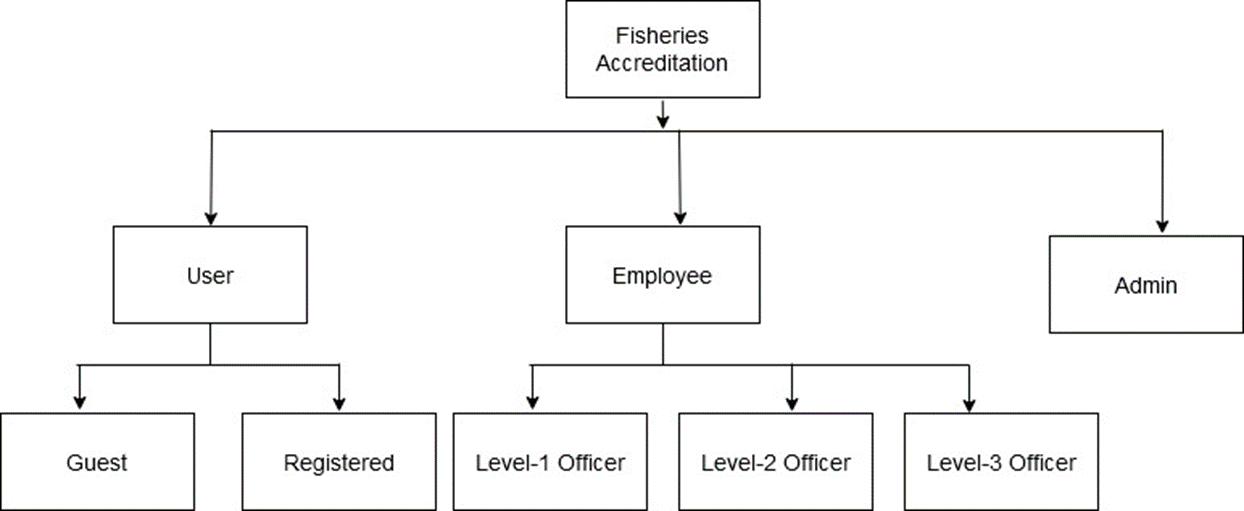 Fisheries
Accreditation
User
Employee
Admin
Guest
Registered
Level-1 Officer
Level-2 Officer
Level-3 Officer